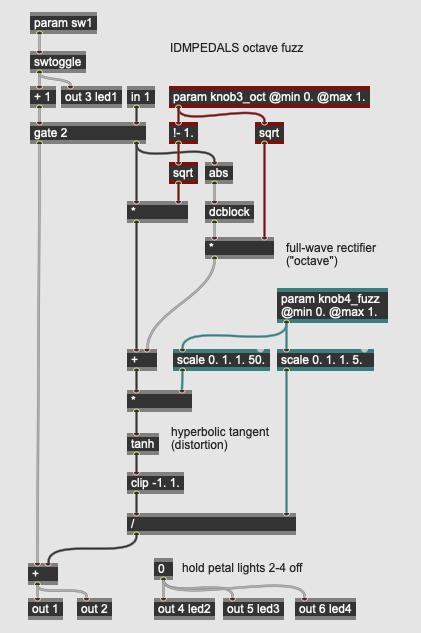 param sw1
IDMPEDALS octave fuzz
swtoggle
+ 1
out 3 led1
in 1
param knob3_oct @min 0. @max 1.
gate 2
!- 1.
sqrt
sqrt
abs
*
dcblock
*
full-wave rectifier
("octave")
param knob4_fuzz
@min 0. @max 1.
+
scale 0. 1. 1. 50.
scale 0. 1. 1. 5.
*
hyperbolic tangent
(distortion)
tanh
clip -1. 1.
/
+
0
hold petal lights 2-4 off
out 1
out 2
out 4 led2
out 5 led3
out 6 led4